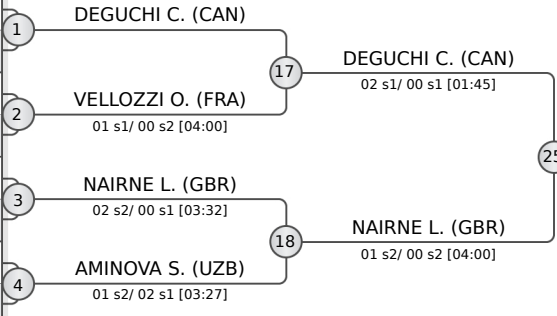 DEGUCHI C. (CAN)
1
17
DEGUCHI C. (CAN)
02 s1/ 00 s1 [01:45]
VELLOZZI O. (FRA)
2
01 s1/ 00 s2 [04:00]
25
NAIRNE L. (GBR)
3
02 s2/ 00 s1 [03:32]
18
NAIRNE L. (GBR)
01 s2/ 00 s2 [04:00]
AMINOVA S. (UZB)
4
01 s2/ 02 s1 [03:27]